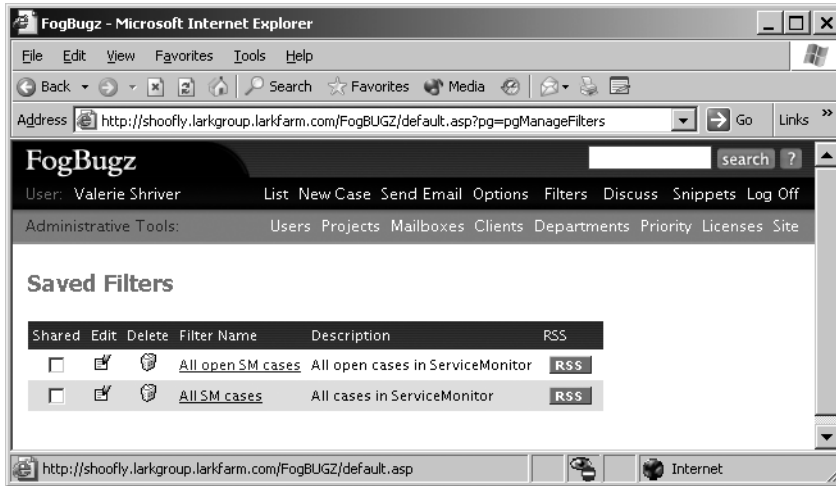 FogBugz - Microsoft Internet Explorer
File Edit View Favorites Tools Help
Back Search Favorites Media
Address http://shoofly.larkgroup.larkfarm.com/FogBUGZ/default.asp?pg=pgManageFilters Go Links »
FogBugz search ?
User: Valerie Shriver List New Case Send Email Options Filters Discuss Snippets Log Off
Administrative Tools: Users Projects Mailboxes Clients Departments Priority Licenses Site
Saved Filters
Shared Edit Delete Filter Name Description RSS
All open SM cases All open cases in ServiceMonitor RSS
All SM cases All cases in ServiceMonitor RSS
http://shoofly.larkgroup.larkfarm.com/FogBUGZ/default.asp Internet